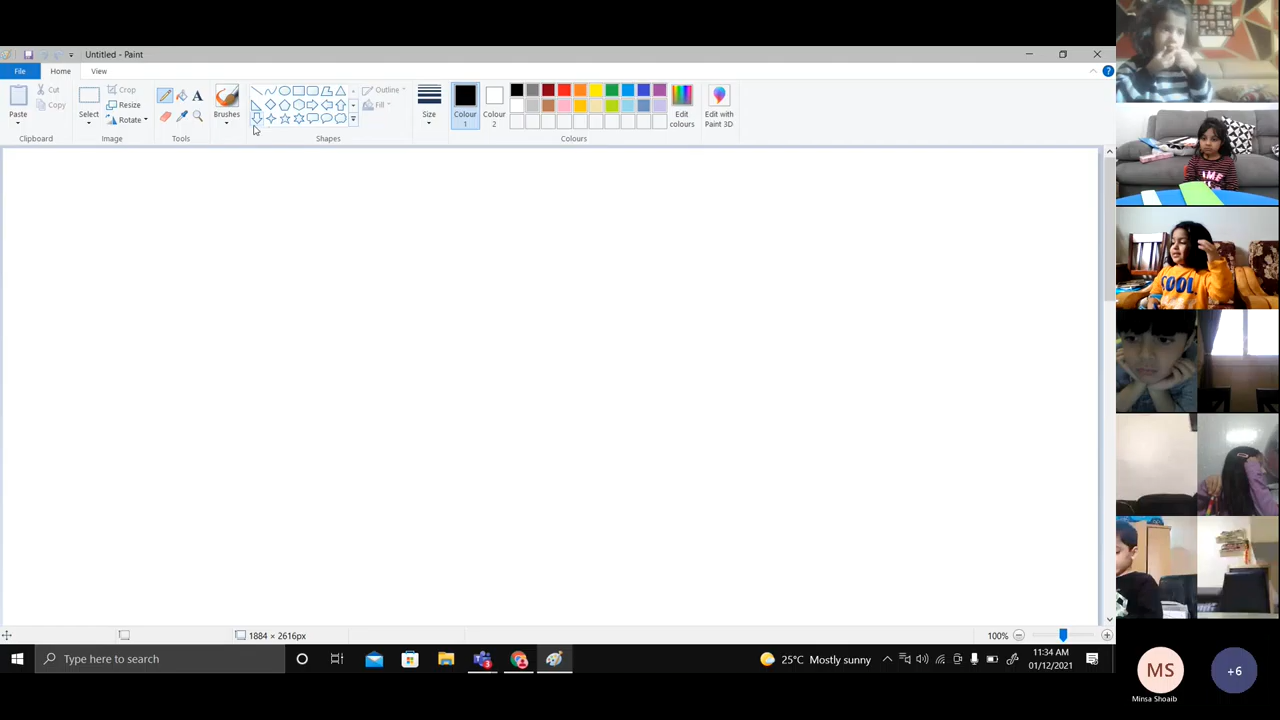 Untitled - Paint
File
Home
View
Paste
Cut
Copy
Clipboard
Select
Crop
Resize
Rotate
Image
A
Tools
Brushes
Outline
Fill
Shapes
Size
Colour
1
Colour
2
Edit
colours
Colours
Edit with
Paint 3D
COOL
1884 × 2616px
100%
Type here to search
25°C Mostly sunny
11:34 AM
01/12/2021
MS
Minsa Shoaib
+6